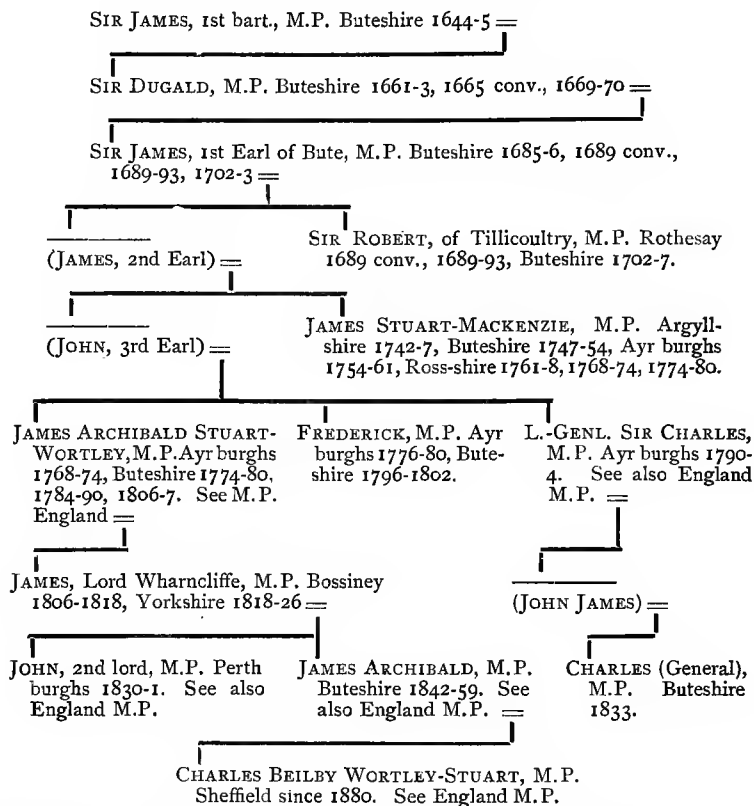 SIR JAMES, 1st bart., M.P. Buteshire 1644-5 =
SIR DUGALD, M.P. Buteshire 1661-3, 1665 conv., 1669-70 =
SIR JAMES, 1st Earl of Bute, M.P. Buteshire 1685-6, 1689 conv.,
1689-93, 1702-3 =
(JAMES, 2nd Earl) =
SIR ROBERT, of Tillicoultry, M.P. Rothesay
1689 conv., 1689-93, Buteshire 1702-7.
(JOHN, 3rd Earl) =
JAMES STUART-MACKENZIE, M.P. Argyll-
shire 1742-7, Buteshire 1747-54, Ayr burghs
1754-61, Ross-shire 1761-8, 1768-74, 1774-80.
JAMES ARCHIBALD STUART-
WORTLEY, M.P. Ayr burghs
1768-74, Buteshire 1774-80,
1784-90, 1806-7. See M.P.
England =
FREDERICK, M.P. Ayr
burghs 1776-80, Bute-
shire 1796-1802.
L.-GENL. SIR CHARLES,
M.P. Ayr burghs 1790-
4. See also England
M.P. =
JAMES, Lord Wharncliffe, M.P. Bossiney
1806-1818, Yorkshire 1818-26 =
(JOHN JAMES) =
JOHN, 2nd lord, M.P. Perth
burghs 1830-1. See also
England M.P.
JAMES ARCHIBALD, M.P.
Buteshire 1842-59. See
also England M.P. =
CHARLES (General),
M.P. Buteshire
1833.
CHARLES BEILBY WORTLEY-STUART, M.P.
Sheffield since 1880. See England M.P.